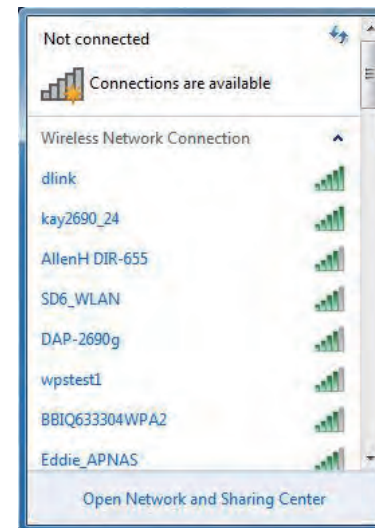 Not connected
Connections are available
Wireless Network Connection
dlink
kay2690_24
AllenH DIR-655
SD6_WLAN
DAP-2690g
wpstest1
BBIQ633304WPA2
Eddie_APNAS
Open Network and Sharing Center